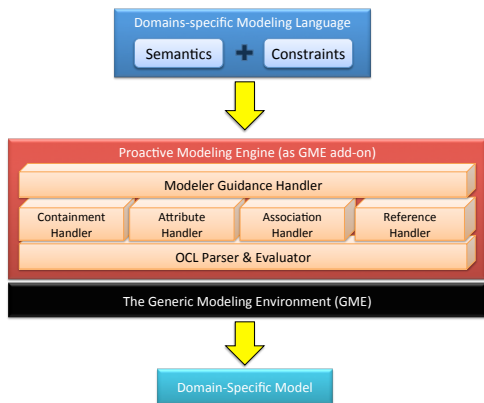 Domains-specific Modeling Language
Semantics + Constraints
Proactive Modeling Engine (as GME add-on)
Modeler Guidance Handler
Containment Handler
Attribute Handler
Association Handler
Reference Handler
OCL Parser & Evaluator
The Generic Modeling Environment (GME)
Domain-Specific Model